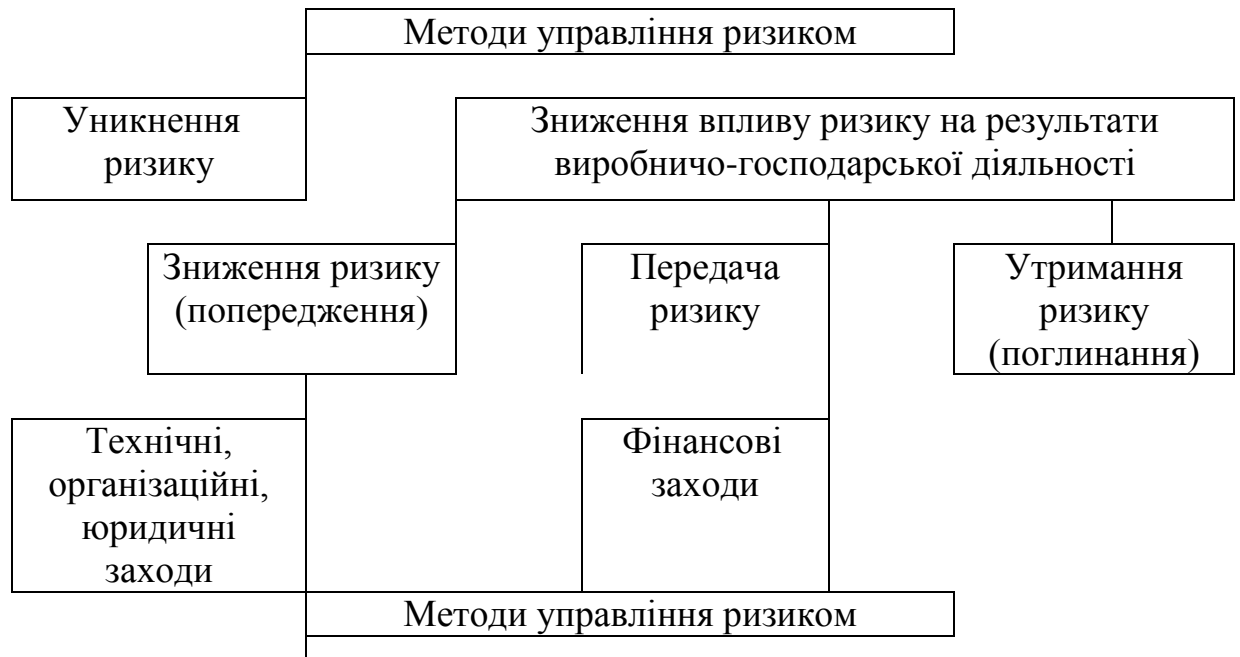 Методи управління ризиком
Уникнення
ризику
Зниження впливу ризику на результати
виробничо-господарської діяльності
Зниження ризику
(попередження)
Передача
ризику
Утримання
ризику
(поглинання)
Технічні,
організаційні,
юридичні
заходи
Фінансові
заходи
Методи управління ризиком